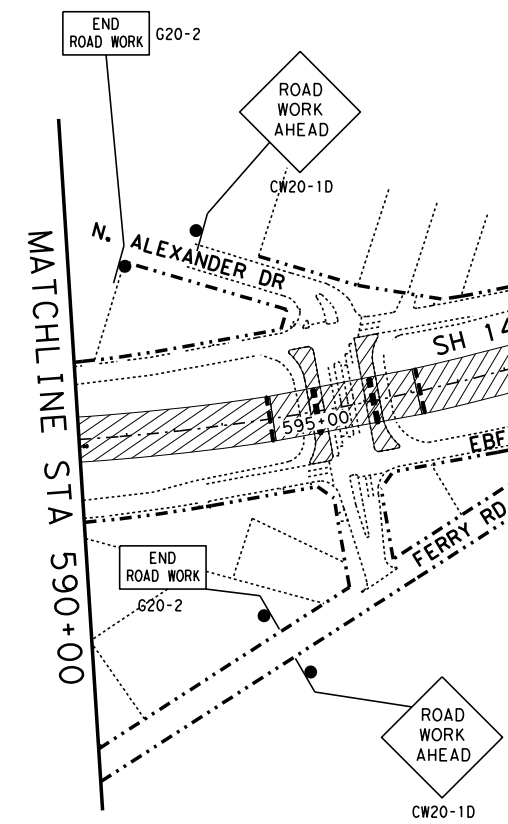 END
ROAD WORK
G20-2
ROAD
WORK
AHEAD
CW20-1D
N. ALEXANDER DR
MATCHLINE STA 590+00
SH 14
595+00
EBF
FERRY RD
END
ROAD WORK
G20-2
ROAD
WORK
AHEAD
CW20-1D